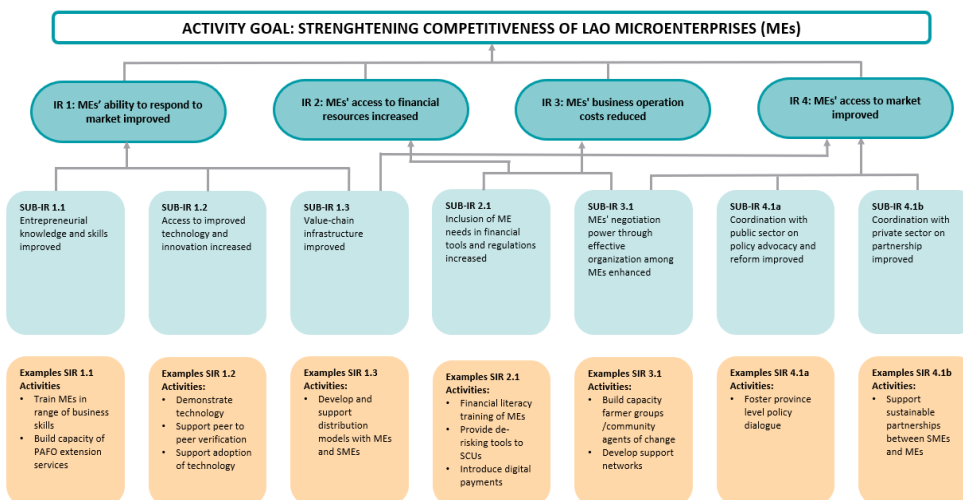 ACTIVITY GOAL: STRENGHTENING COMPETITIVENESS OF LAO MICROENTERPRISES (MEs)
IR 1: MEs’ ability to respond to
market improved
IR 2: MEs' access to financial
resources increased
IR 3: MEs' business operation
costs reduced
IR 4: MEs' access to market
improved
SUB-IR 1.1
Entrepreneurial
knowledge and skills
improved
SUB-IR 1.2
Access to improved
technology and
innovation increased
SUB-IR 1.3
Value-chain
infrastructure
improved
SUB-IR 2.1
Inclusion of ME
needs in financial
tools and regulations
increased
SUB-IR 3.1
MEs' negotiation
power through
effective
organization among
MEs enhanced
SUB-IR 4.1a
Coordination with
public sector on
policy advocacy and
reform improved
SUB-IR 4.1b
Coordination with
private sector on
partnership
improved
Examples SIR 1.1
Activities
• Train MEs in
range of business
skills
• Build capacity of
PAFO extension
services
Examples SIR 1.2
Activities:
• Demonstrate
technology
• Support peer to
peer verification
• Support adoption
of technology
Examples SIR 1.3
Activities:
• Develop and
support
distribution
models with MEs
and SMEs
Examples SIR 2.1
Activities:
• Financial literacy
training of MEs
• Provide de-
risking tools to
SCUs
• Introduce digital
payments
Examples SIR 3.1
Activities:
• Build capacity
farmer groups
/community
agents of change
• Develop support
networks
Examples SIR 4.1a
Activities:
• Foster province
level policy
dialogue
Examples SIR 4.1b
Activities:
• Support
sustainable
partnerships
between SMEs
and MEs